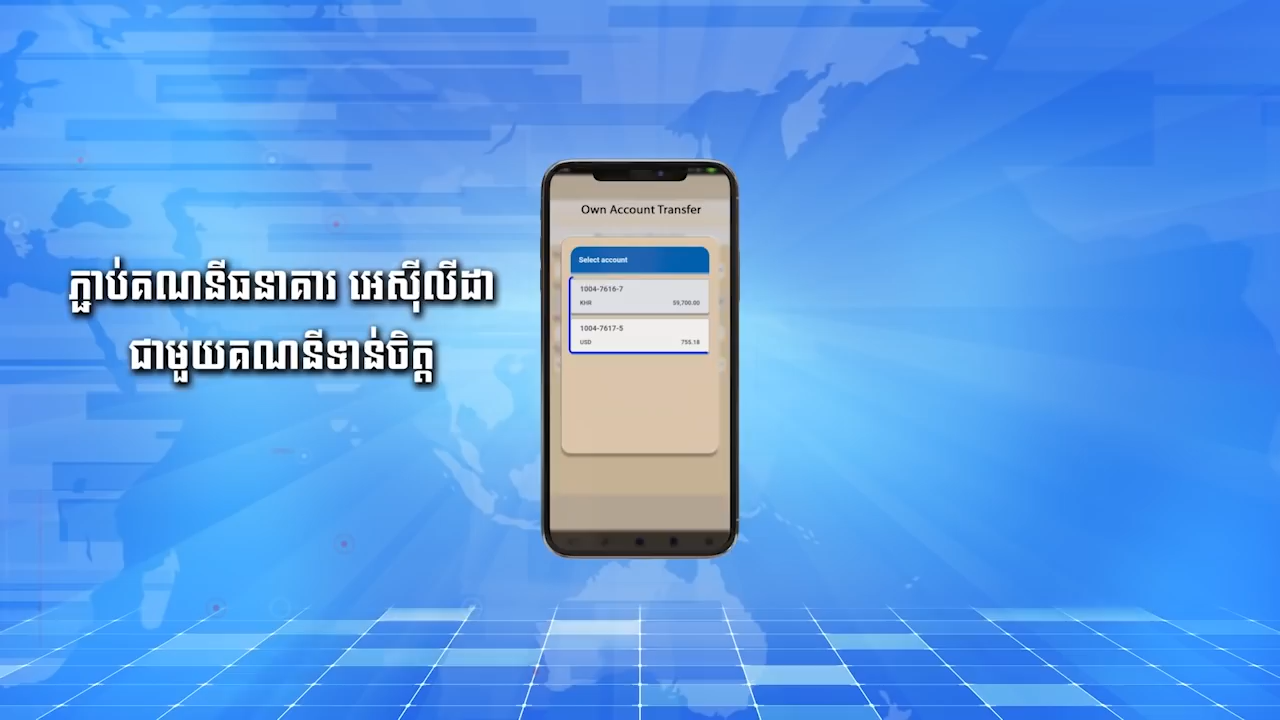 ភ្ជាប់គណនីធនាគារ អេស៊ីលីដា
ជាមួយគណនីទាន់ចិត្ត
Own Account Transfer
Select account
1004-7616-7
KHR 59,700.00
1004-7617-5
USD 755.18